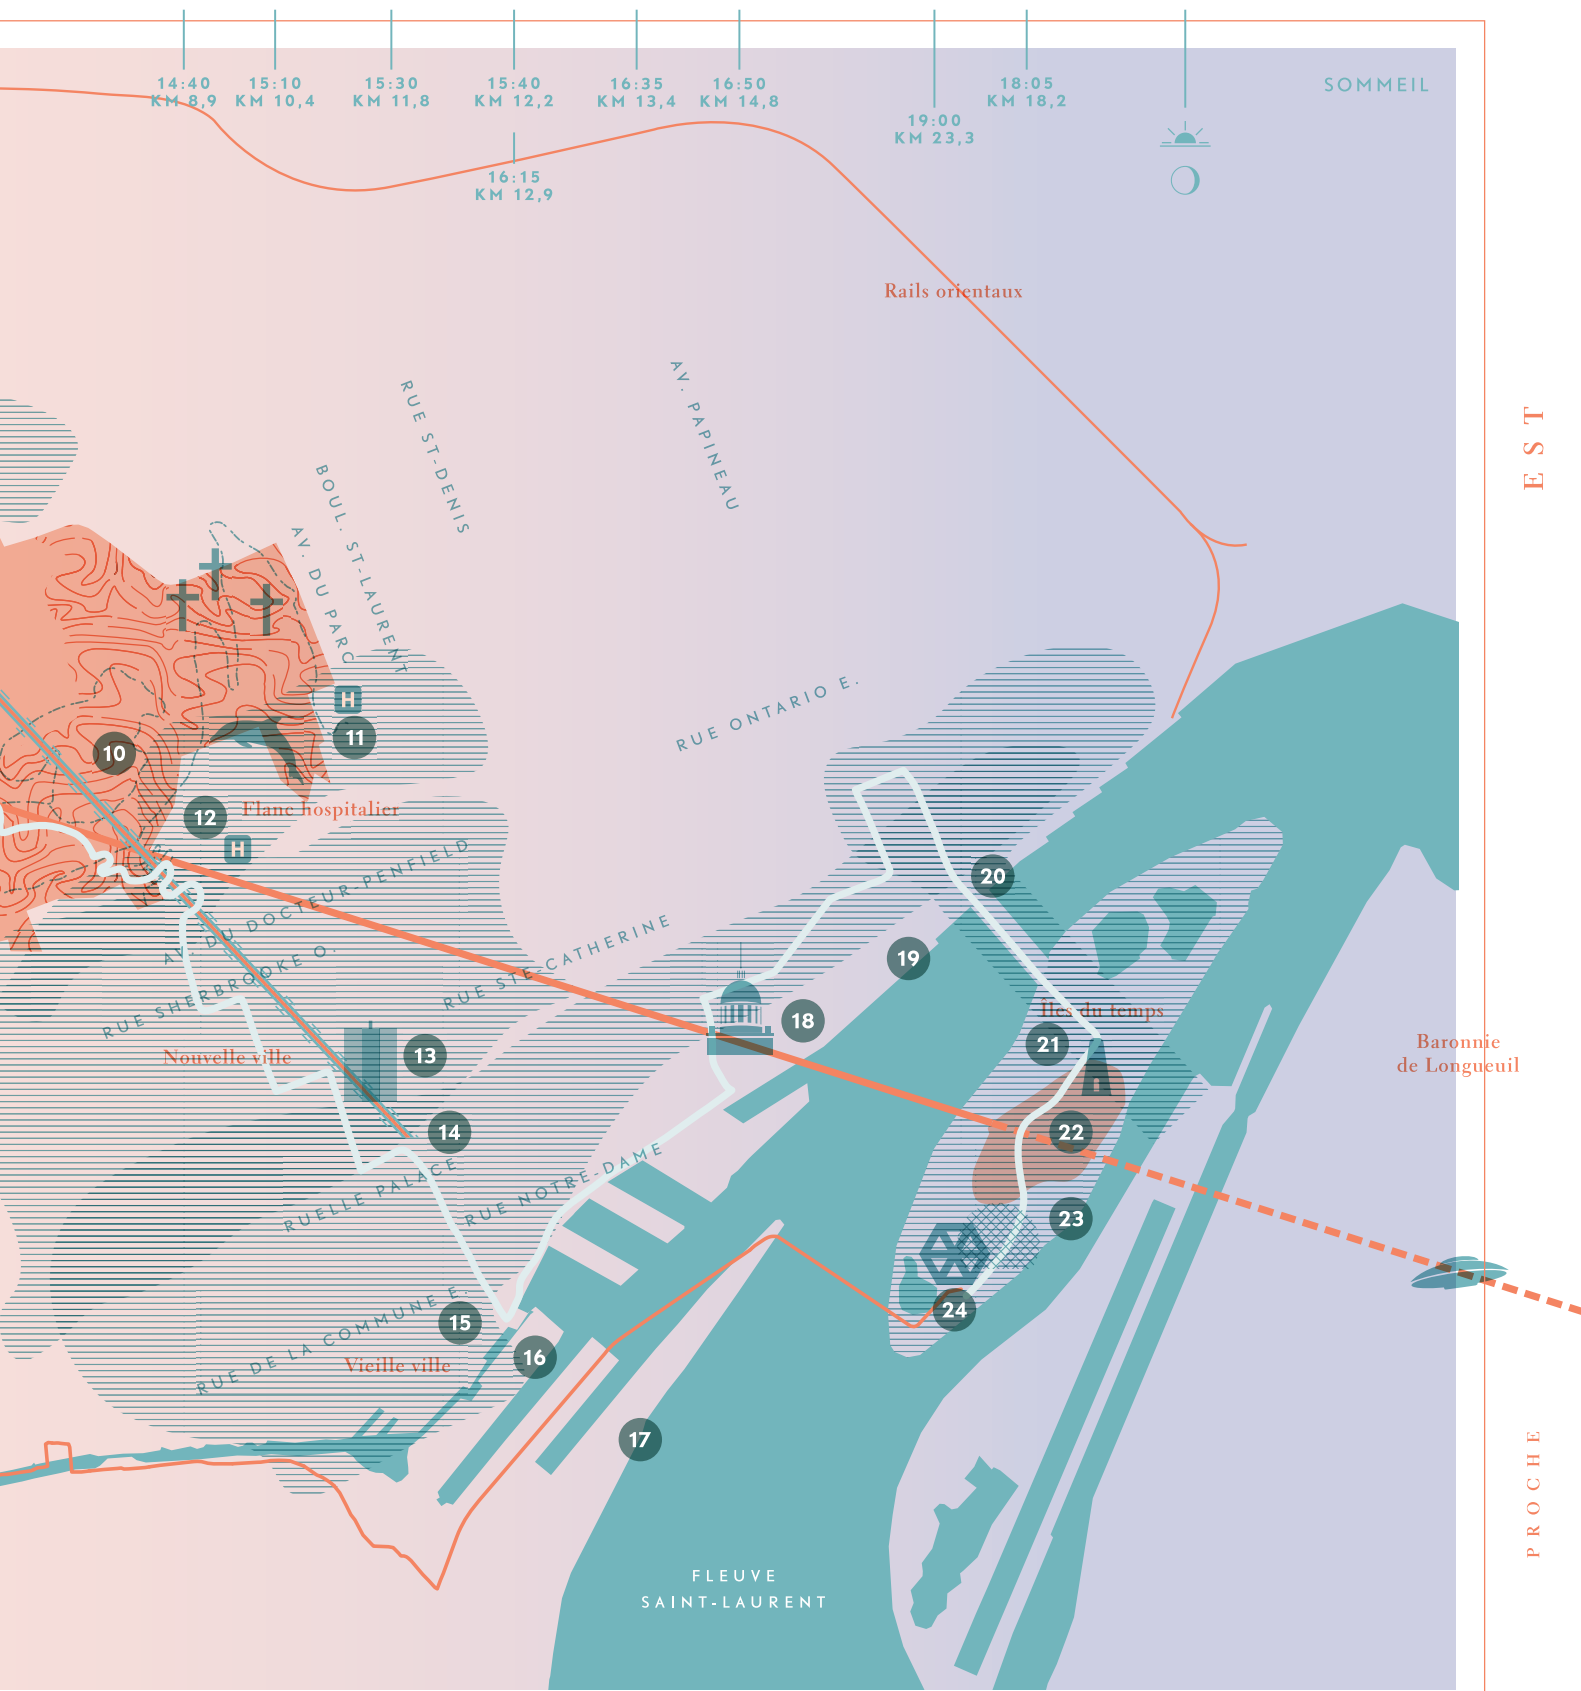 14:40
KM 8,9
15:10
KM 10,4
15:30
KM 11,8
15:40
KM 12,2
16:35
KM 13,4
16:50
KM 14,8
18:05
KM 18,2
SOMMEIL
19:00
KM 23,3
16:15
KM 12,9
Rails orientaux
EST
AV. PAPINEAU
RUE ST-DENIS
BOUL. ST-LAURENT
AV. DU PARC
RUE ONTARIO E.
H
11
10
12
Flanc hospitalier
H
AV. DU DOCTEUR-PENFIELD
20
RUE STE-CATHERINE
19
RUE SHERBROOKE O.
Îles du temps
18
21
Nouvelle ville
13
Baronnie
de Longueuil
14
22
RUELLE PALACE
RUE NOTRE-DAME
23
24
RUE DE LA COMMUNE E.
15
Vieille ville
16
17
PROCHE
FLEUVE
SAINT-LAURENT